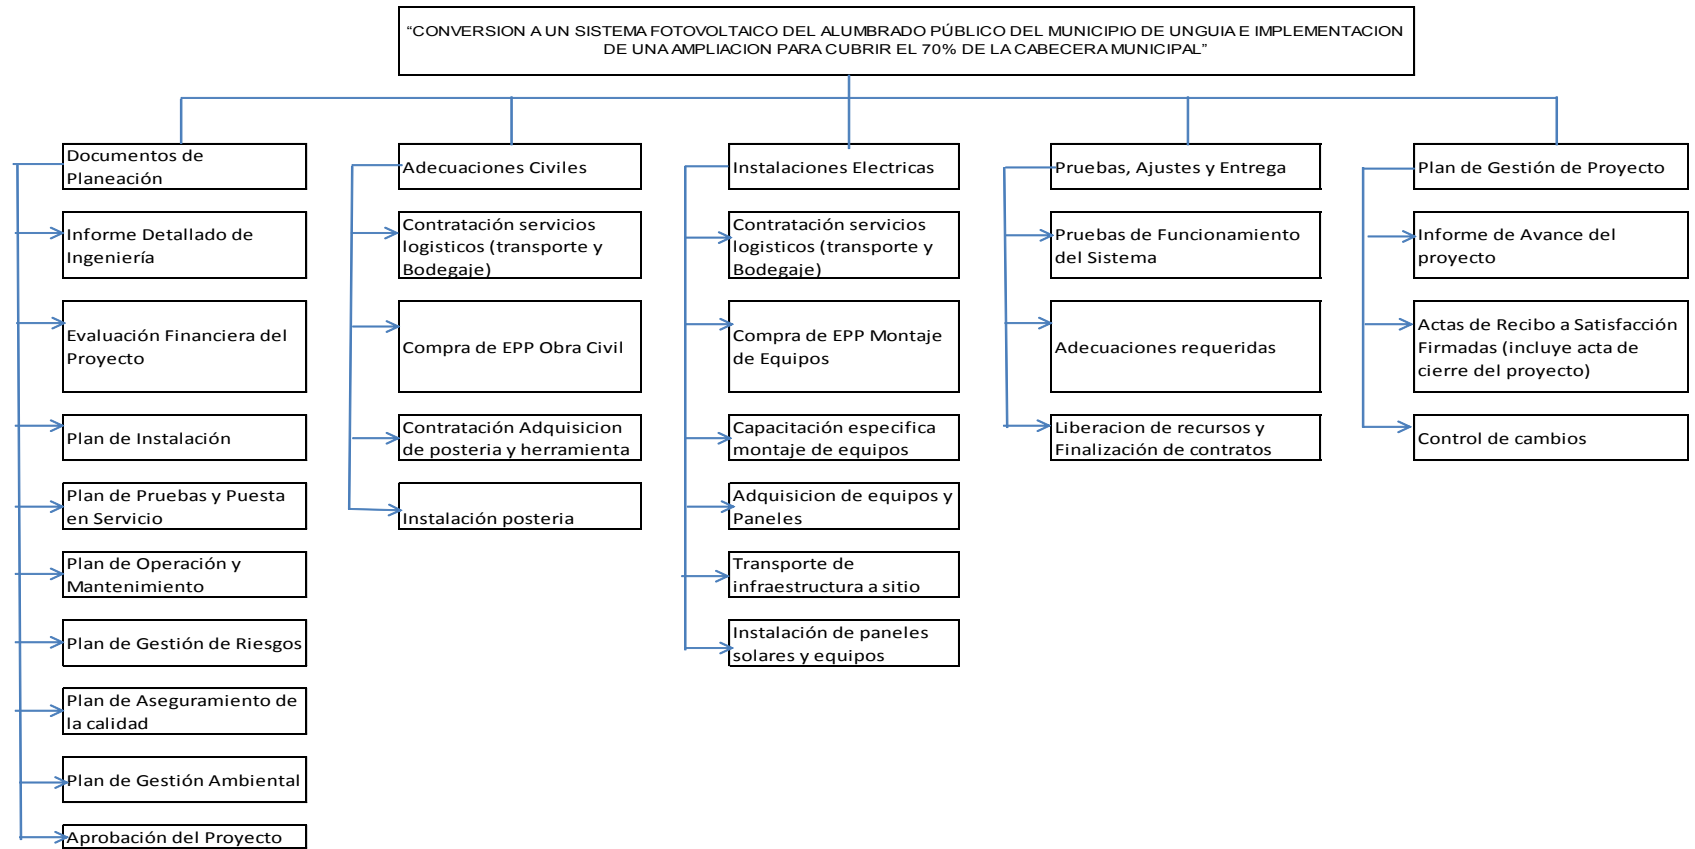 “CONVERSION A UN SISTEMA FOTOVOLTAICO DEL ALUMBRADO PÚBLICO DEL MUNICIPIO DE UNGUIA E IMPLEMENTACION
DE UNA AMPLIACION PARA CUBRIR EL 70% DE LA CABECERA MUNICIPAL”
Documentos de
Planeación
Informe Detallado de
Ingeniería
Evaluación Financiera del
Proyecto
Plan de Instalación
Plan de Pruebas y Puesta
en Servicio
Plan de Operación y
Mantenimiento
Plan de Gestión de Riesgos
Plan de Aseguramiento de
la calidad
Plan de Gestión Ambiental
Aprobación del Proyecto
Adecuaciones Civiles
Contratación servicios
logisticos (transporte y
Bodegaje)
Compra de EPP Obra Civil
Contratación Adquisicion
de posteria y herramienta
Instalación posteria
Instalaciones Electricas
Contratación servicios
logisticos (transporte y
Bodegaje)
Compra de EPP Montaje
de Equipos
Capacitación especifica
montaje de equipos
Adquisicion de equipos y
Paneles
Transporte de
infraestructura a sitio
Instalación de paneles
solares y equipos
Pruebas, Ajustes y Entrega
Pruebas de Funcionamiento
del Sistema
Adecuaciones requeridas
Liberacion de recursos y
Finalización de contratos
Plan de Gestión de Proyecto
Informe de Avance del
proyecto
Actas de Recibo a Satisfacción
Firmadas (incluye acta de
cierre del proyecto)
Control de cambios